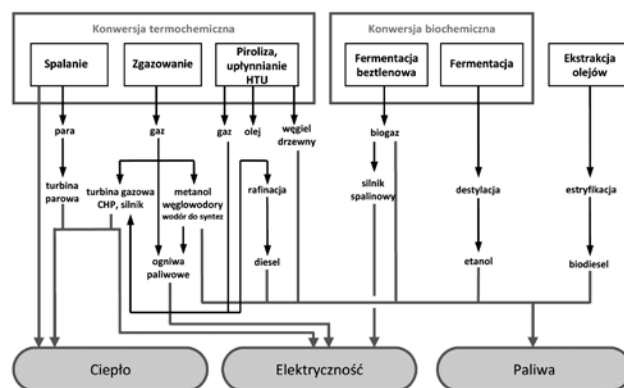 Konwersja termochemiczna
Konwersja biochemiczna
Spalanie
Zgazowanie
Piroliza,
upłynnianie
HTU
Fermentacja
beztlenowa
Fermentacja
Ekstrakcja
olejów
para
gaz
gaz
olej
węgiel
drzewny
biogaz
turbina
parowa
turbina gazowa
CHP, silnik
metanol
węglowodory
wodór do syntez
rafinacja
silnik
spalinowy
destylacja
estryfikacja
ogniwa
paliwowe
diesel
etanol
biodiesel
Ciepło
Elektryczność
Paliwa